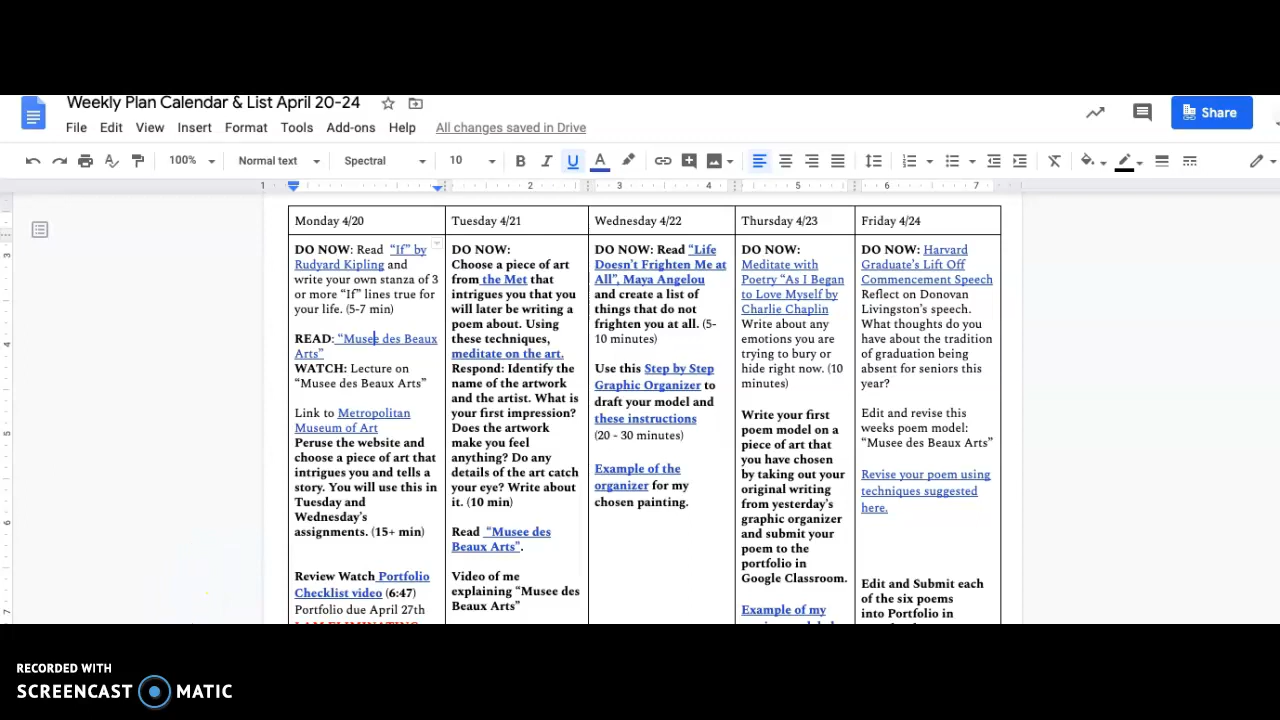 Weekly Plan Calendar & List April 20-24
File Edit View Insert Format Tools Add-ons Help All changes saved in Drive
Share
100% Normal text Spectral 10 B I U A
1 2 3 4 5 6 7
3
5
6
7
Monday 4/20
DO NOW: Read “If” by
Rudyard Kipling and
write your own stanza of 3
or more “If” lines true for
your life. (5-7 min)
READ: “Musee des Beaux
Arts”
WATCH: Lecture on
“Musee des Beaux Arts”
Link to Metropolitan
Museum of Art
Peruse the website and
choose a piece of art that
intrigues you and tells a
story. You will use this in
Tuesday and
Wednesday’s
assignments. (15+ min)
Review Watch Portfolio
Checklist video (6:47)
Portfolio due April 27th
I AM ELIMINATING
Tuesday 4/21
DO NOW:
Choose a piece of art
from the Met that
intrigues you that you
will later be writing a
poem about. Using
these techniques,
meditate on the art.
Respond: Identify the
name of the artwork
and the artist. What is
your first impression?
Does the artwork
make you feel
anything? Do any
details of the art catch
your eye? Write about
it. (10 min)
Read “Musee des
Beaux Arts”.
Video of me
explaining “Musee des
Beaux Arts”
Wednesday 4/22
DO NOW: Read “Life
Doesn’t Frighten Me at
All”, Maya Angelou
and create a list of
things that do not
frighten you at all. (5-
10 minutes)
Use this Step by Step
Graphic Organizer to
draft your model and
these instructions
(20 - 30 minutes)
Example of the
organizer for my
chosen painting.
Thursday 4/23
DO NOW:
Meditate with
Poetry “As I Began
to Love Myself by
Charlie Chaplin
Write about any
emotions you are
trying to bury or
hide right now. (10
minutes)
Write your first
poem model on a
piece of art that
you have chosen
by taking out your
original writing
from yesterday’s
graphic organizer
and submit your
poem to the
portfolio in
Google Classroom.
Example of my
Friday 4/24
DO NOW: Harvard
Graduate’s Lift Off
Commencement Speech
Reflect on Donovan
Livingston’s speech.
What thoughts do you
have about the tradition
of graduation being
absent for seniors this
year?
Edit and revise this
weeks poem model:
“Musee des Beaux Arts”
Revise your poem using
techniques suggested
here.
Edit and Submit each
of the six poems
into Portfolio in
RECORDED WITH
SCREENCAST MATIC